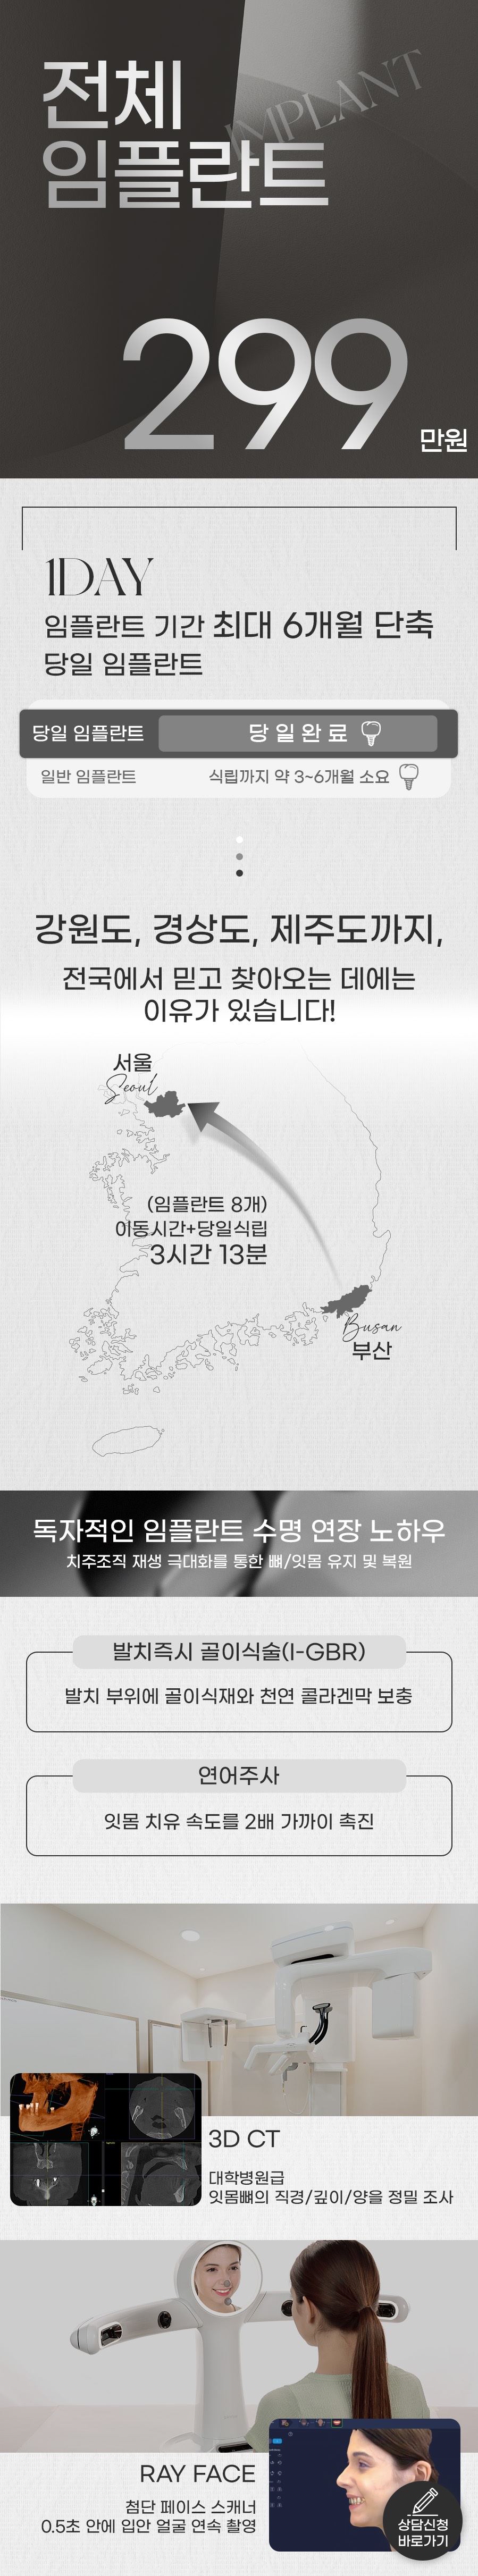 전체
IMPLANT
임플란트
299
만원
1DAY
임플란트 기간 최대 6개월 단축
당일 임플란트
당일 임플란트 당일완료
일반 임플란트 식립까지 약 3~6개월 소요
강원도, 경상도, 제주도까지,
전국에서 믿고 찾아오는 데에는
이유가 있습니다!
서울
Seoul
(임플란트 8개)
이동시간+당일식립
3시간 13분
Busan
부산
독자적인 임플란트 수명 연장 노하우
치주조직 재생 극대화를 통한 뼈/잇몸 유지 및 복원
발치즉시 골이식술(I-GBR)
발치 부위에 골이식재와 천연 콜라겐막 보충
연어주사
잇몸 치유 속도를 2배 가까이 촉진
3D CT
대학병원급
잇몸뼈의 직경/깊이/양을 정밀 조사
RAY FACE
첨단 페이스 스캐너
0.5초 안에 입안 얼굴 연속 촬영
상담신청
바로가기